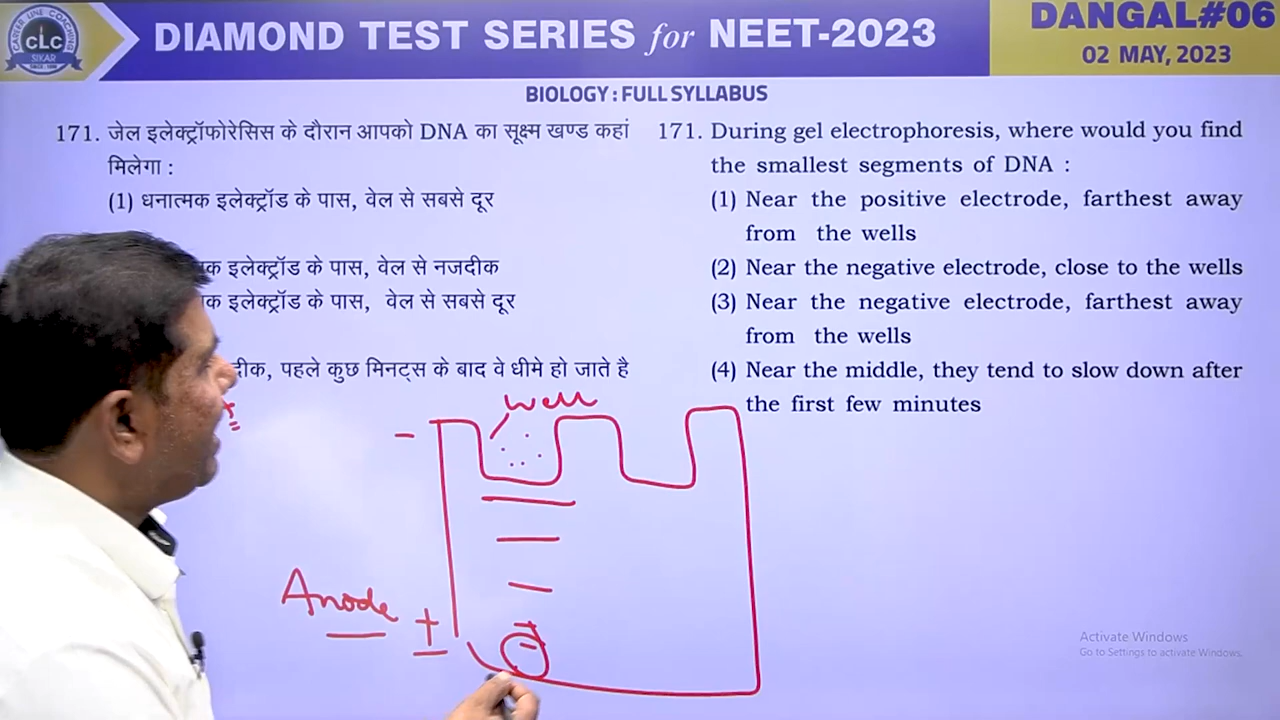 CAREER LINE COACHING
CLC
SIKAR
DIAMOND TEST SERIES for NEET-2023
DANGAL#06
02 MAY, 2023
BIOLOGY : FULL SYLLABUS
171. जेल इलेक्ट्रॉफोरेसिस के दौरान आपको DNA का सूक्ष्म खण्ड कहां
मिलेगा :
(1) धनात्मक इलेक्ट्रॉड के पास, वेल से सबसे दूर
क इलेक्ट्रॉड के पास, वेल से नजदीक
क इलेक्ट्रॉड के पास, वेल से सबसे दूर
दीक, पहले कुछ मिनट्स के बाद वे धीमे हो जाते है
171. During gel electrophoresis, where would you find
the smallest segments of DNA :
(1) Near the positive electrode, farthest away
from the wells
(2) Near the negative electrode, close to the wells
(3) Near the negative electrode, farthest away
from the wells
(4) Near the middle, they tend to slow down after
the first few minutes
Well
−
Anode +
Activate Windows
Go to Settings to activate Windows.